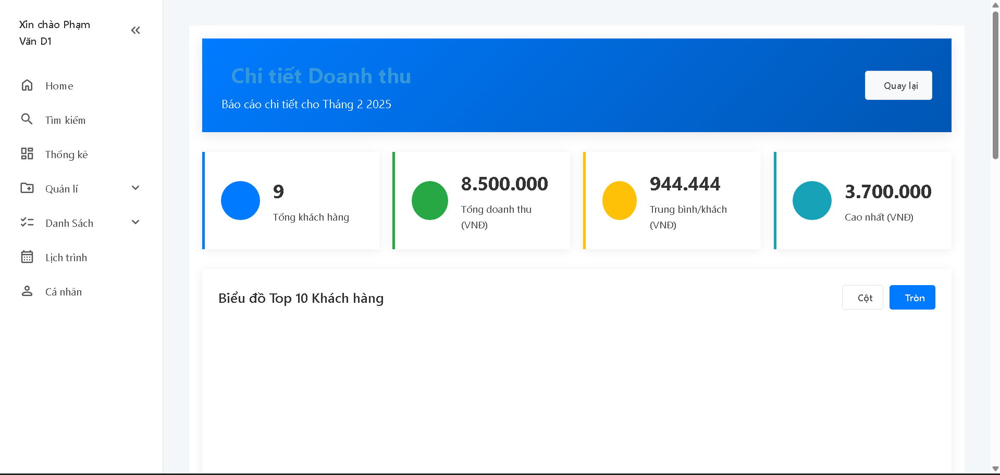 Xin chào Phạm
Văn D1
Home
Tìm kiếm
Thống kê
Quản lí
Danh Sách
Lịch trình
Cá nhân
Chi tiết Doanh thu
Báo cáo chi tiết cho Tháng 2 2025
Quay lại
9
Tổng khách hàng
8.500.000
Tổng doanh thu
(VNĐ)
944.444
Trung bình/khách
(VNĐ)
3.700.000
Cao nhất (VNĐ)
Biểu đồ Top 10 Khách hàng
Cột
Tròn